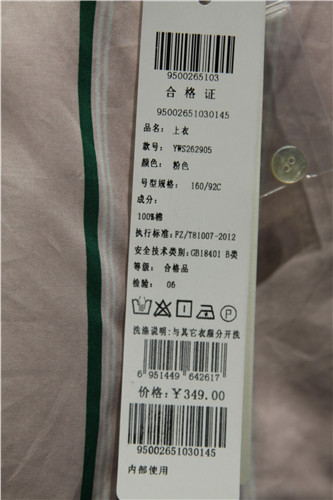 9500265103
合格证
95002651030145
品名：上衣
款号：YWS262905
颜色：粉色
号型规格：160/92C
成分：
100%棉
执行标准：FZ/T81007-2012
安全技术类别：GB18401 B类
等级：合格品
检验：06
P
洗涤说明：与其它衣服分开洗
6 951449 642617
价格：￥349.00
95002651030145
内部使用